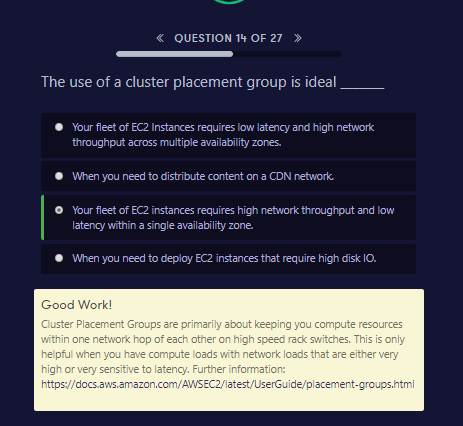 « QUESTION 14 OF 27 »
The use of a cluster placement group is ideal ______
Your fleet of EC2 Instances requires low latency and high network
throughput across multiple availability zones.
When you need to distribute content on a CDN network.
Your fleet of EC2 instances requires high network throughput and low
latency within a single availability zone.
When you need to deploy EC2 instances that require high disk IO.
Good Work!
Cluster Placement Groups are primarily about keeping you compute resources
within one network hop of each other on high speed rack switches. This is only
helpful when you have compute loads with network loads that are either very
high or very sensitive to latency. Further information:
https://docs.aws.amazon.com/AWSEC2/latest/UserGuide/placement-groups.html